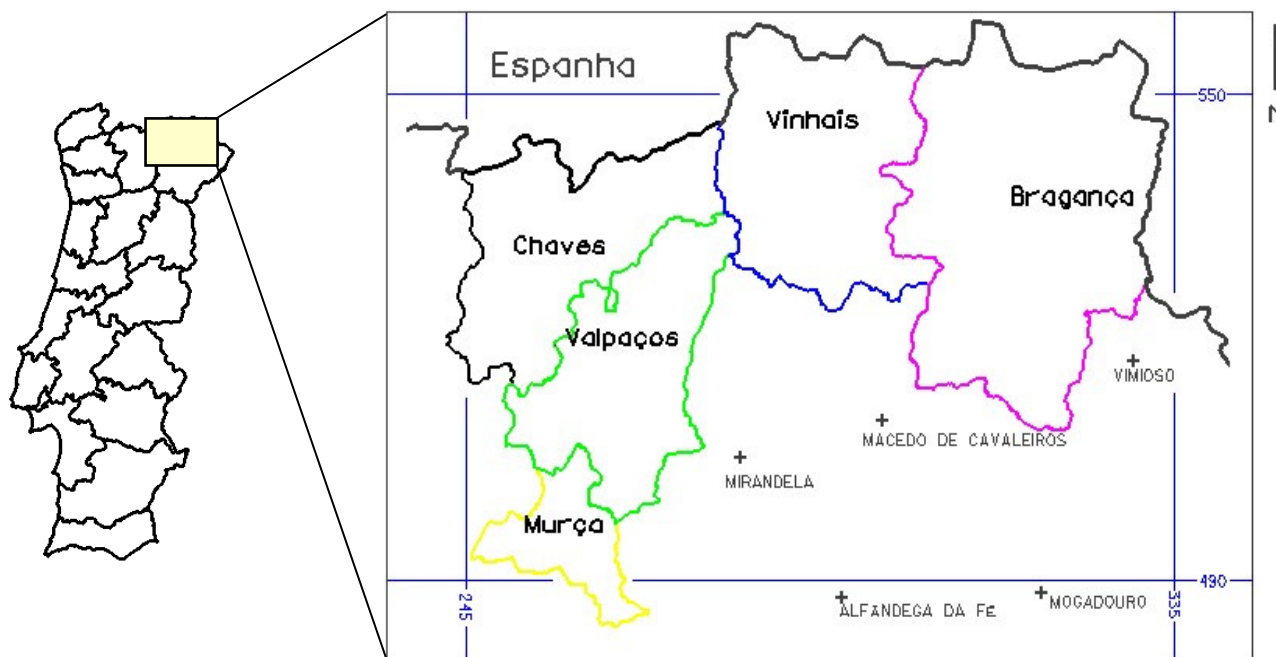 Espanha
550
N
Vinhais
Bragança
Chaves
Valpaços
VIMIOSO
MACEDO DE CAVALEIROS
MIRANDELA
Murça
490
245
335
ALFANDEGA DA FE
MOGADOURO